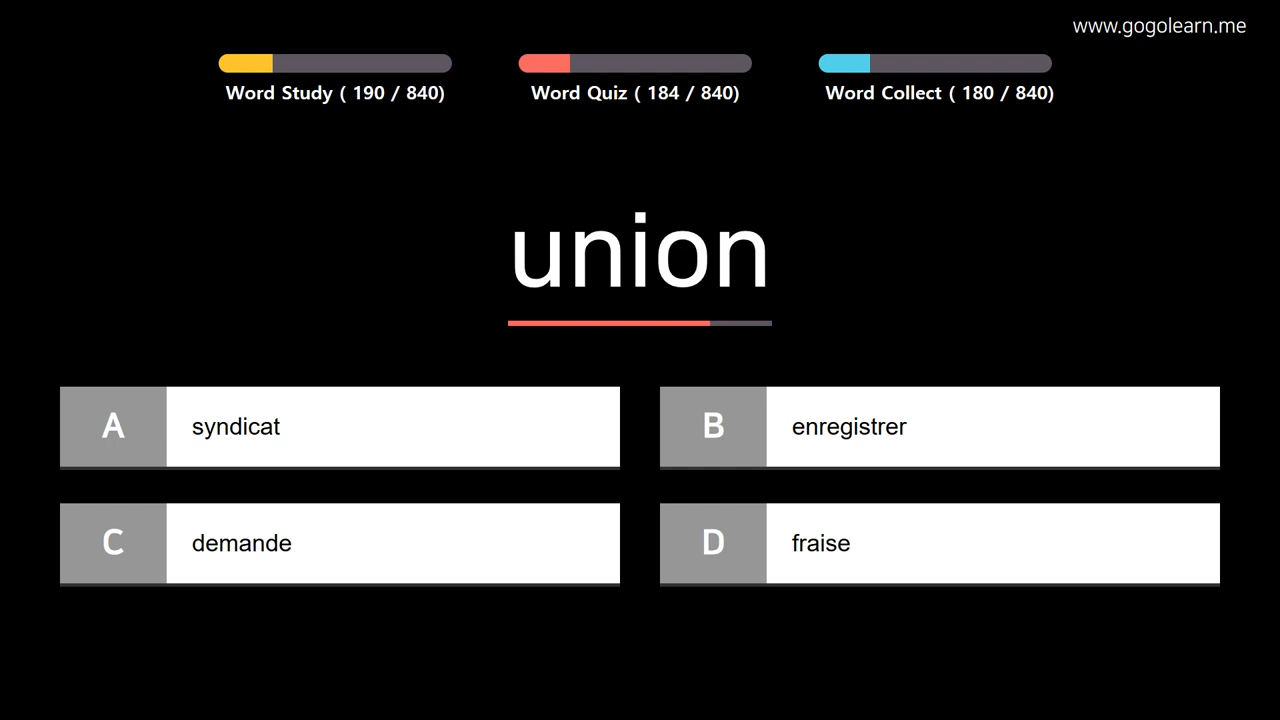 www.gogolearn.me
Word Study ( 190 / 840)
Word Quiz ( 184 / 840)
Word Collect ( 180 / 840)
union
A syndicat
B enregistrer
C demande
D fraise